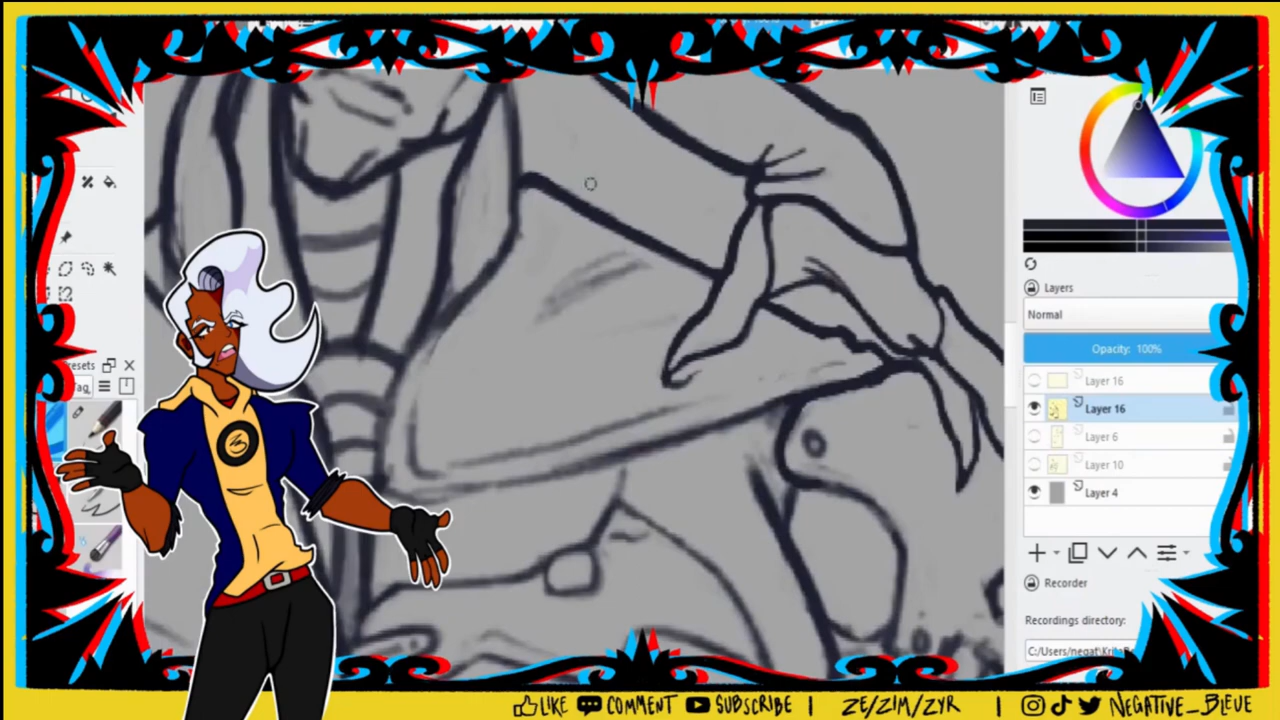 Layers
Normal
Opacity: 100%
Layer 16
Layer 16
Layer 6
Layer 10
Layer 4
Recorder
Recordings directory:
LIKE COMMENT SUBSCRIBE | ZE/ZIM/ZYR | NEGATIVE_BLEUE